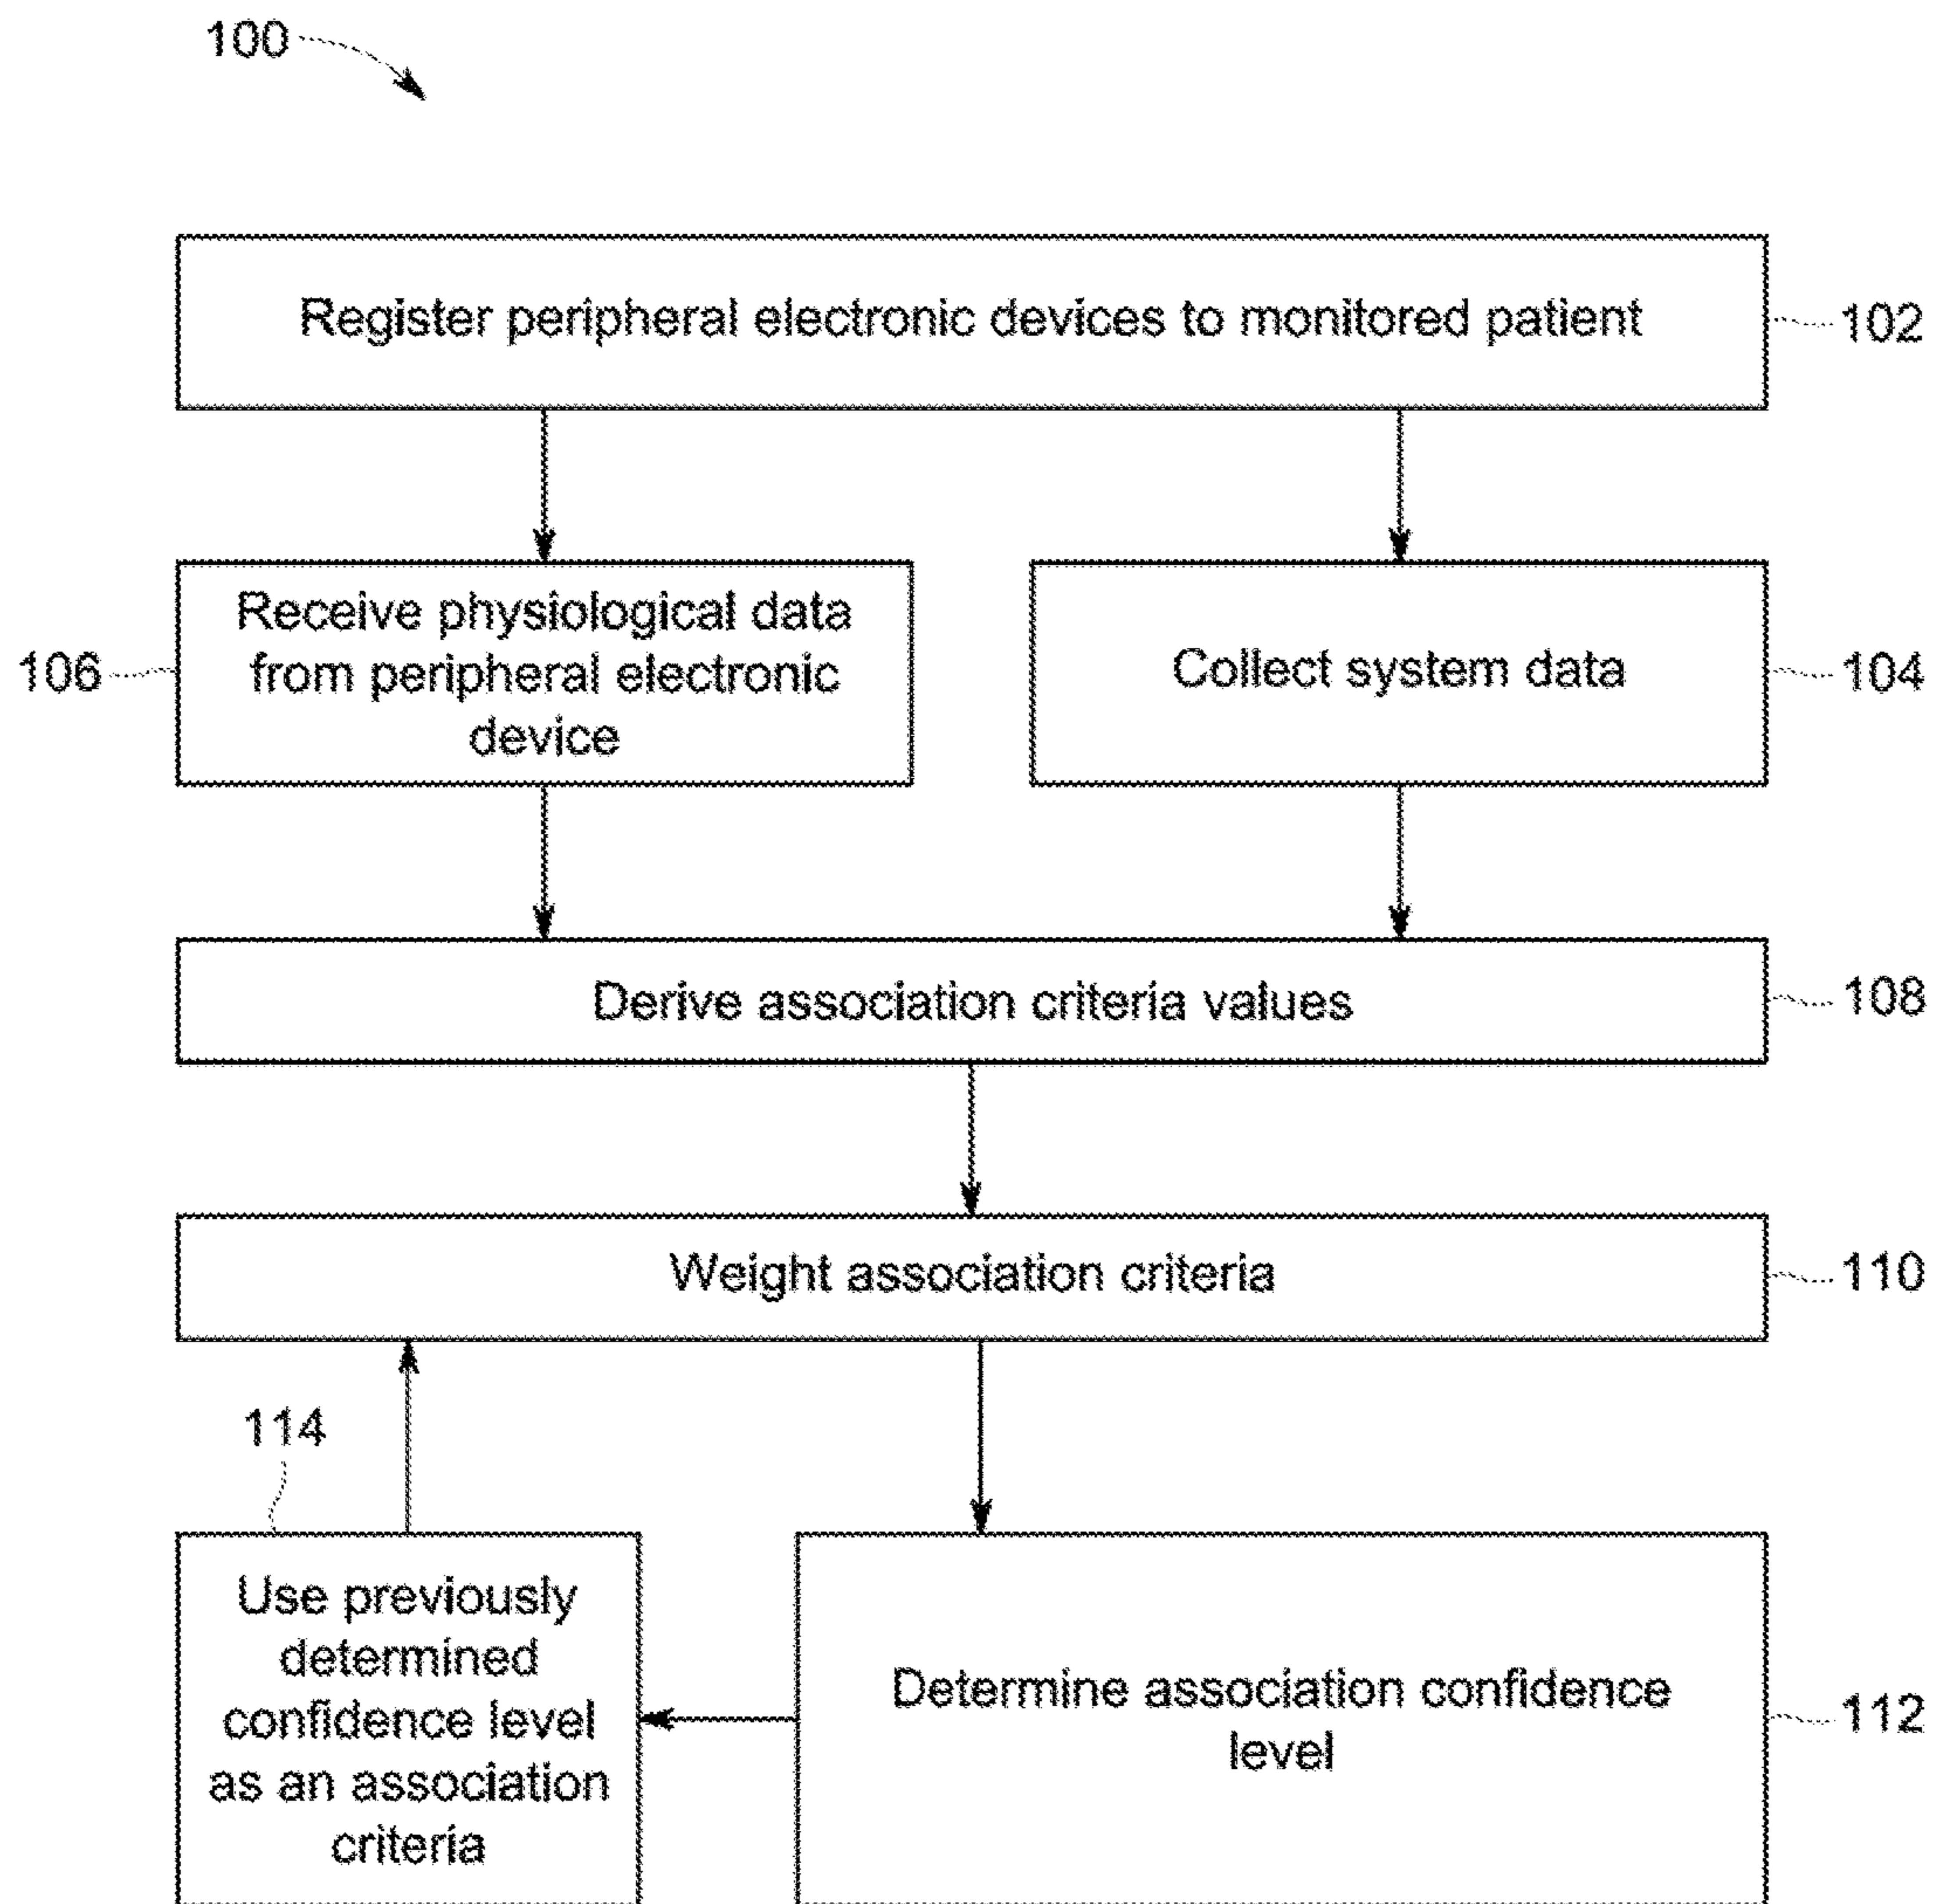 100
Register peripheral electronic devices to monitored patient
102
Receive physiological data
from peripheral electronic
device
106
Collect system data
104
Derive association criteria values
108
Weight association criteria
110
114
Use previously
determined
confidence level
as an association
criteria
Determine association confidence
level
112